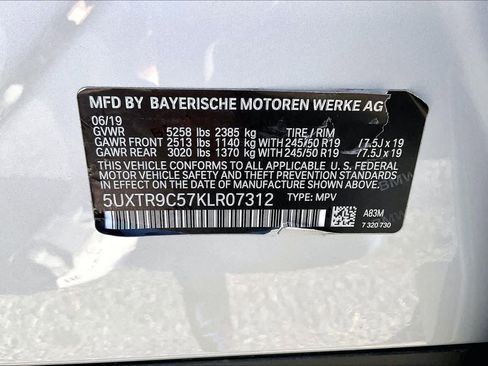 MFD BY BAYERISCHE MOTOREN WERKE AG
06/19
GVWR 5258 lbs 2385 kg TIRE / RIM
GAWR FRONT 2513 lbs 1140 kg WITH 245/50 R19 /7.5J x 19
GAWR REAR 3020 lbs 1370 kg WITH 245/50 R19 /7.5J x 19
THIS VEHICLE CONFORMS TO ALL APPLICABLE U.S. FEDERAL
MOTOR VEHICLE SAFETY STANDARDS IN EFFECT ON THE
DATE OF MANUFACTURE SHOWN ABOVE.
5UXTR9C57KLR07312 TYPE: MPV
A83M
7 320 730
BMW
BMW